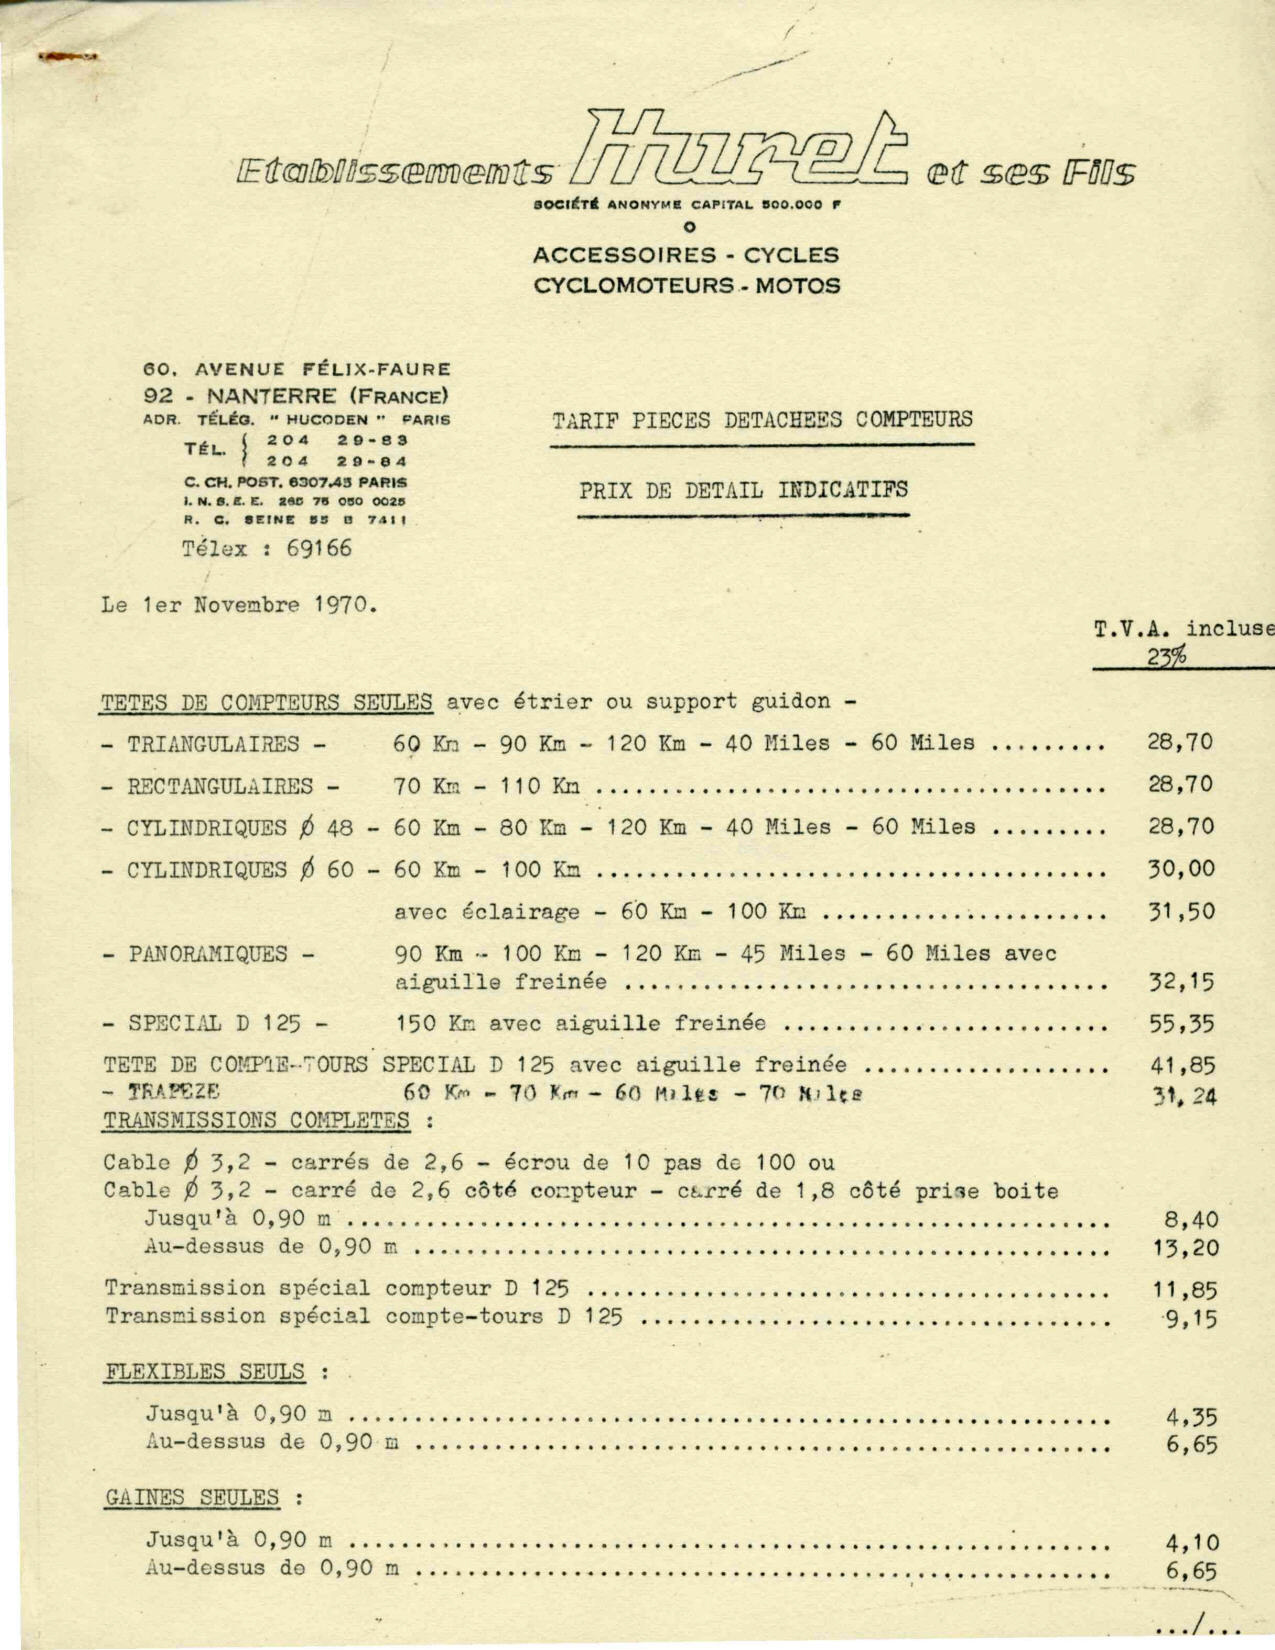 Etablissements Huret et ses Fils
SOCIÉTÉ ANONYME CAPITAL 500.000 F
ACCESSOIRES - CYCLES
CYCLOMOTEURS - MOTOS
60, AVENUE FÉLIX-FAURE
92 - NANTERRE (FRANCE)
ADR. TÉLÉG. " HUCODEN " PARIS
TÉL. { 204 29-83
204 29-84
C. CH. POST. 6307.45 PARIS
I. N. S. E. E. 75 050 0025
R. C. SEINE 55 B 7411
Télex : 69166
TARIF PIECES DETACHEES COMPTEURS
PRIX DE DETAIL INDICATIFS
Le 1er Novembre 1970.
T.V.A. incluse
23%
TETES DE COMPTEURS SEULES avec étrier ou support guidon -
- TRIANGULAIRES - 60 Km - 90 Km - 120 Km - 40 Miles - 60 Miles ......... 28,70
- RECTANGULAIRES - 70 Km - 110 Km ....................................... 28,70
- CYLINDRIQUES Ø 48 - 60 Km - 80 Km - 120 Km - 40 Miles - 60 Miles ......... 28,70
- CYLINDRIQUES Ø 60 - 60 Km - 100 Km ....................................... 30,00
avec éclairage - 60 Km - 100 Km ...................... 31,50
- PANORAMIQUES - 90 Km - 100 Km - 120 Km - 45 Miles - 60 Miles avec
aiguille freinée ..................................... 32,15
- SPECIAL D 125 - 150 Km avec aiguille freinée ......................... 55,35
TETE DE COMPTE-TOURS SPECIAL D 125 avec aiguille freinée ................... 41,85
- TRAPEZE 60 Km - 70 Km - 60 Miles - 70 Miles 31,24
TRANSMISSIONS COMPLETES :
Cable Ø 3,2 - carrés de 2,6 - écrou de 10 pas de 100 ou
Cable Ø 3,2 - carré de 2,6 côté compteur - carré de 1,8 côté prise boite
Jusqu'à 0,90 m .......................................................... 8,40
Au-dessus de 0,90 m ..................................................... 13,20
Transmission spécial compteur D 125 ........................................ 11,85
Transmission spécial compte-tours D 125 .................................... 9,15
FLEXIBLES SEULS :
Jusqu'à 0,90 m .......................................................... 4,35
Au-dessus de 0,90 m ..................................................... 6,65
GAINES SEULES :
Jusqu'à 0,90 m .......................................................... 4,10
Au-dessus de 0,90 m ..................................................... 6,65
.../...